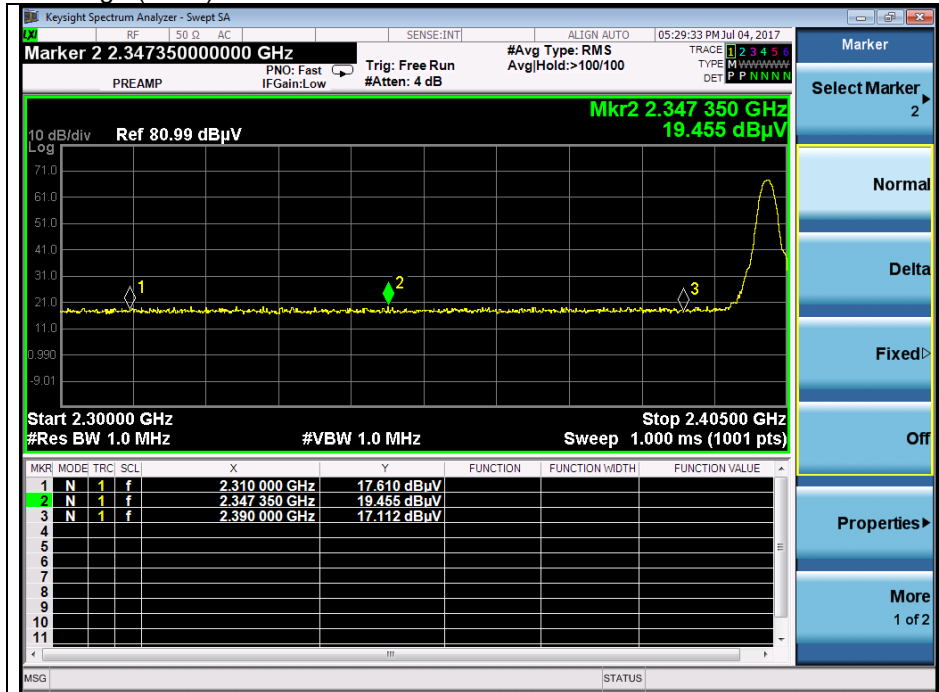 Keysight Spectrum Analyzer - Swept SA
LXI RF 50 Ω AC SENSE:INT ALIGN AUTO 05:29:33 PM Jul 04, 2017
Marker 2 2.347350000000 GHz
PREAMP
PNO: Fast
IFGain:Low
Trig: Free Run
#Atten: 4 dB
#Avg Type: RMS
Avg|Hold:>100/100
TRACE 1 2 3 4 5 6
TYPE M WWWWW
DET P P N N N N
Mkr2 2.347 350 GHz
19.455 dBµV
10 dB/div Ref 80.99 dBµV
Log
71.0
61.0
51.0
41.0
31.0
21.0
11.0
0.990
-9.01
1
2
3
Start 2.30000 GHz Stop 2.40500 GHz
#Res BW 1.0 MHz #VBW 1.0 MHz Sweep 1.000 ms (1001 pts)
MKR MODE TRC SCL X Y FUNCTION FUNCTION WIDTH FUNCTION VALUE
1 N 1 f 2.310 000 GHz 17.610 dBµV
2 N 1 f 2.347 350 GHz 19.455 dBµV
3 N 1 f 2.390 000 GHz 17.112 dBµV
4
5
6
7
8
9
10
11
MSG STATUS
Marker
Select Marker
2
Normal
Delta
Fixed
Off
Properties
More
1 of 2